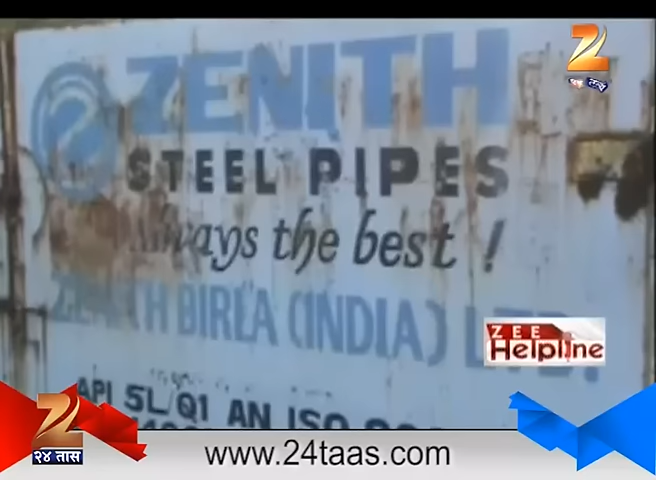 ZENITH
STEEL PIPES
Always the best !
ZENITH BIRLA (INDIA) LTD.
ZEE
Helpline
API 5L/Q1 AN ISO
२४ तास
www.24taas.com